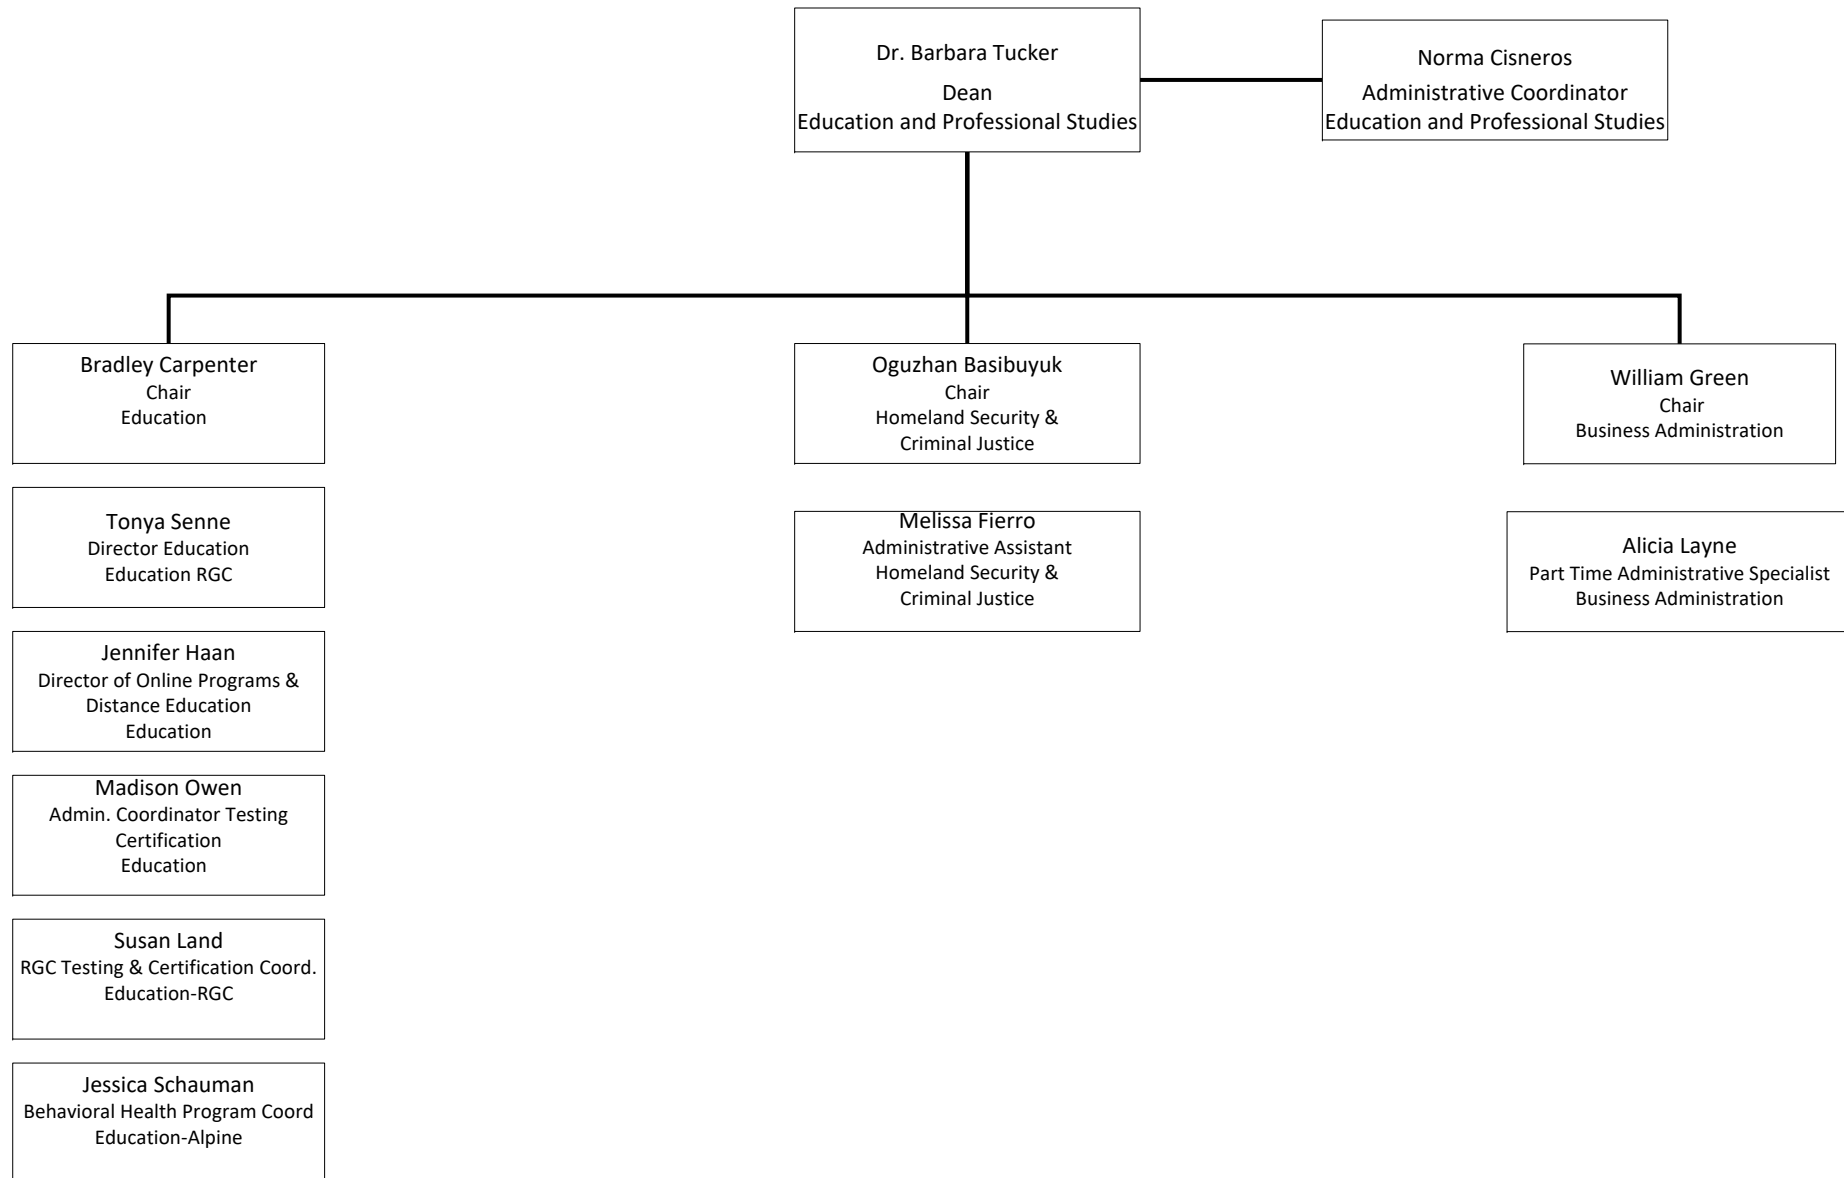 Dr. Barbara Tucker
Dean
Education and Professional Studies
Norma Cisneros
Administrative Coordinator
Education and Professional Studies
Bradley Carpenter
Chair
Education
Oguzhan Basibuyuk
Chair
Homeland Security &
Criminal Justice
William Green
Chair
Business Administration
Tonya Senne
Director Education
Education RGC
Melissa Fierro
Administrative Assistant
Homeland Security &
Criminal Justice
Alicia Layne
Part Time Administrative Specialist
Business Administration
Jennifer Haan
Director of Online Programs &
Distance Education
Education
Madison Owen
Admin. Coordinator Testing
Certification
Education
Susan Land
RGC Testing & Certification Coord.
Education-RGC
Jessica Schauman
Behavioral Health Program Coord
Education-Alpine